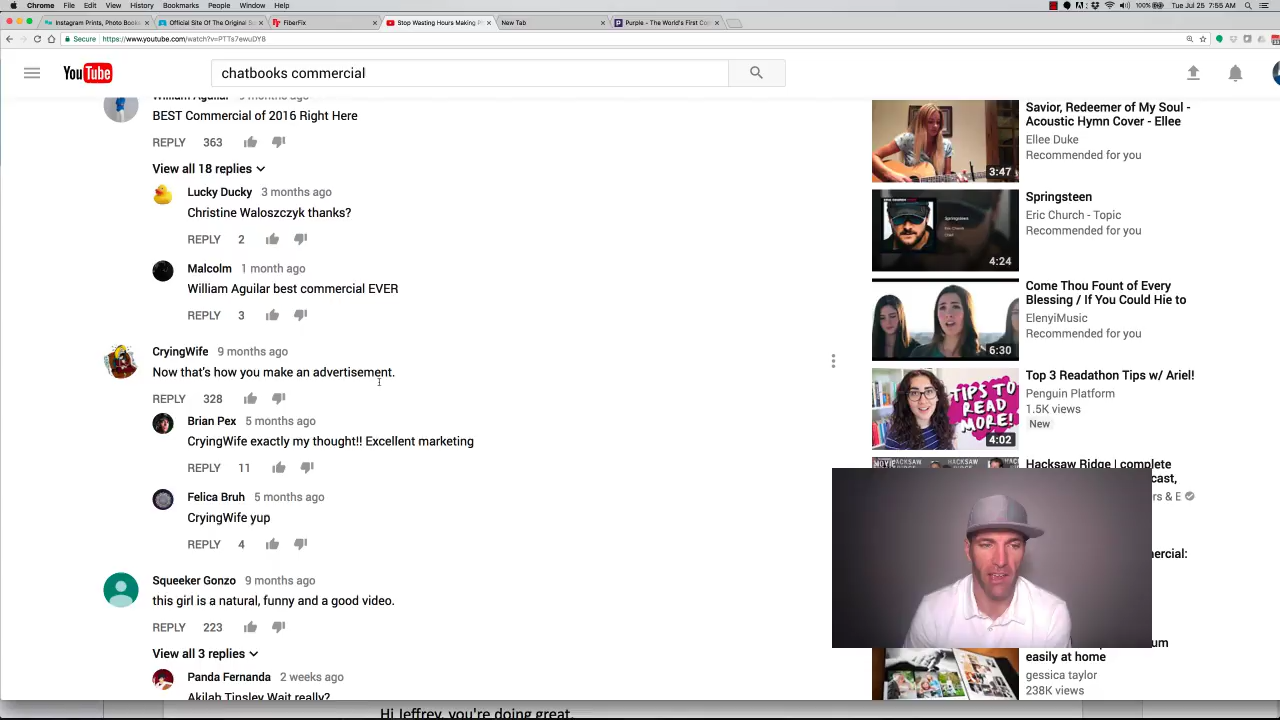 Chrome File Edit View History Bookmarks People Window Help
100% Tue Jul 25 7:55 AM
Instagram Prints, Photo Books
Official Site Of The Original
FiberFix
Stop Wasting Hours Making P
New Tab
Purple - The World's First Co
Secure https://www.youtube.com/watch?v=PTTs7ewuDY8
YouTube
chatbooks commercial
William Aguilar 9 months ago
BEST Commercial of 2016 Right Here
REPLY 363
View all 18 replies
Lucky Ducky 3 months ago
Christine Waloszczyk thanks?
REPLY 2
Malcolm 1 month ago
William Aguilar best commercial EVER
REPLY 3
CryingWife 9 months ago
Now that's how you make an advertisement.
REPLY 328
Brian Pex 5 months ago
CryingWife exactly my thought!! Excellent marketing
REPLY 11
Felica Bruh 5 months ago
CryingWife yup
REPLY 4
Squeeker Gonzo 9 months ago
this girl is a natural, funny and a good video.
REPLY 223
View all 3 replies
Panda Fernanda 2 weeks ago
Akilah Tinsley Wait really?
Hi Jeffrey, you're doing great.
Savior, Redeemer of My Soul -
Acoustic Hymn Cover - Ellee
Ellee Duke
Recommended for you
3:47
Springsteen
Eric Church - Topic
Recommended for you
4:24
Come Thou Fount of Every
Blessing / If You Could Hie to
ElenyiMusic
Recommended for you
6:30
Top 3 Readathon Tips w/ Ariel!
Penguin Platform
1.5K views
New
TIPS TO
READ
MORE!
4:02
Hacksaw Ridge | complete
cast,
rs & E
HACKSAW
RIDGE
ercial:
um
easily at home
gessica taylor
238K views